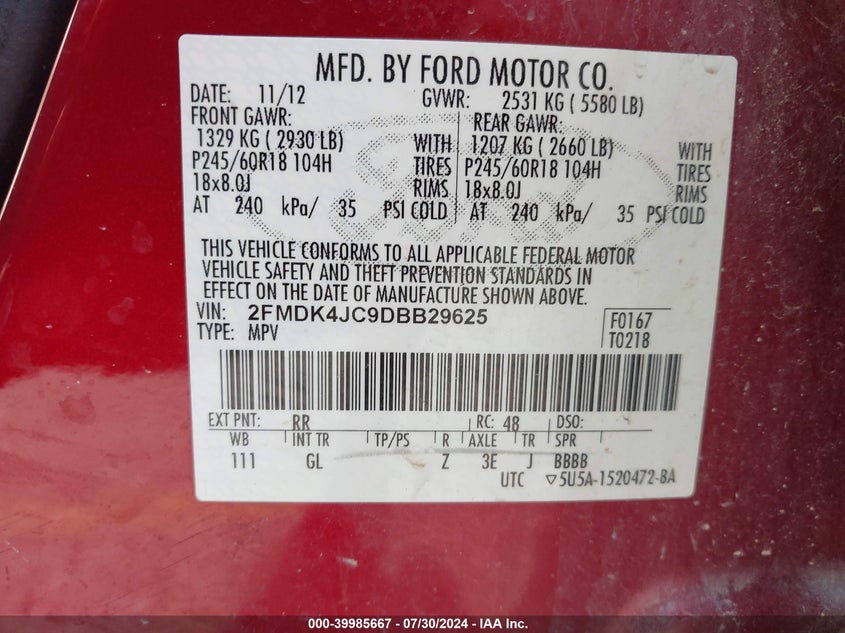 MFD. BY FORD MOTOR CO.
DATE: 11/12 GVWR: 2531 KG ( 5580 LB)
FRONT GAWR: REAR GAWR:
1329 KG ( 2930 LB) WITH 1207 KG ( 2660 LB) WITH
P245/60R18 104H TIRES P245/60R18 104H TIRES
18x8.0J RIMS 18x8.0J RIMS
AT 240 kPa/ 35 PSI COLD AT 240 kPa/ 35 PSI COLD
THIS VEHICLE CONFORMS TO ALL APPLICABLE FEDERAL MOTOR
VEHICLE SAFETY AND THEFT PREVENTION STANDARDS IN
EFFECT ON THE DATE OF MANUFACTURE SHOWN ABOVE.
VIN: 2FMDK4JC9DBB29625 F0167
TYPE: MPV T0218
EXT PNT: RR RC: 48 DSO:
WB INT TR TP/PS R AXLE TR SPR
111 GL Z 3E J BBBB
UTC ▽5U5A-1520472-BA
000-39985667 / 07/30/2024 - IAA Inc.